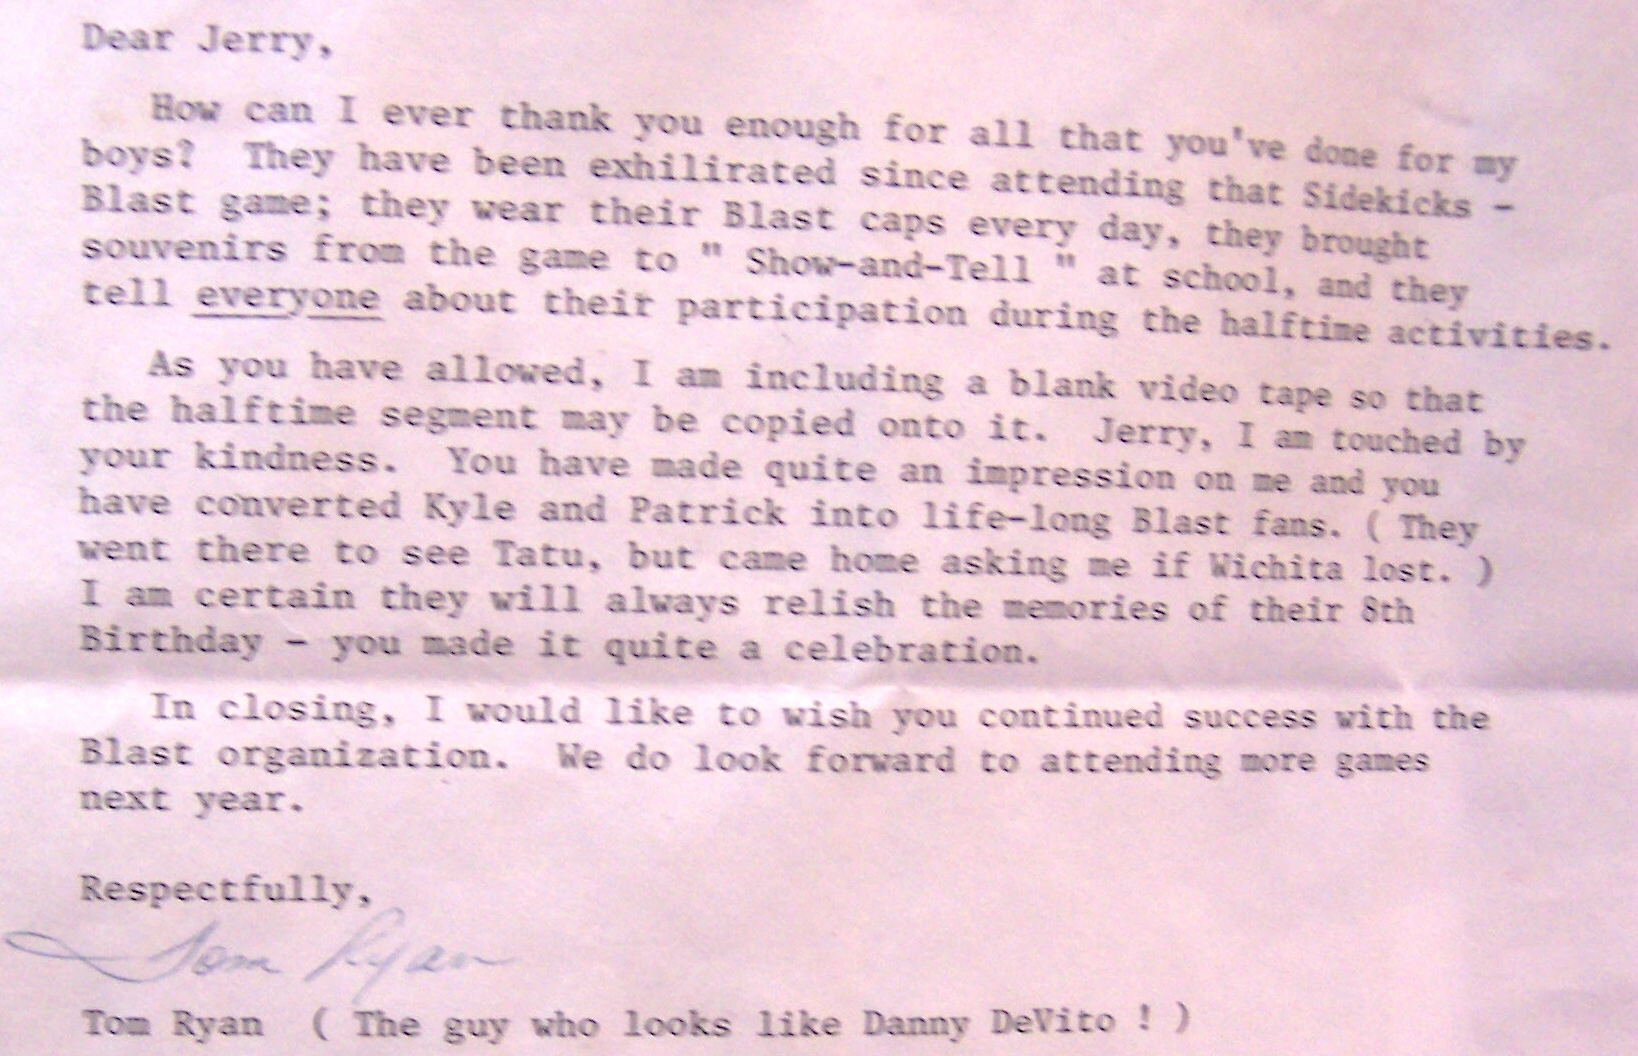 Dear Jerry,
How can I ever thank you enough for all that you've done for my
boys? They have been exhilirated since attending that Sidekicks -
Blast game; they wear their Blast caps every day, they brought
souvenirs from the game to " Show-and-Tell " at school, and they
tell everyone about their participation during the halftime activities.
As you have allowed, I am including a blank video tape so that
the halftime segment may be copied onto it. Jerry, I am touched by
your kindness. You have made quite an impression on me and you
have converted Kyle and Patrick into life-long Blast fans. ( They
went there to see Tatu, but came home asking me if Wichita lost. )
I am certain they will always relish the memories of their 8th
Birthday - you made it quite a celebration.
In closing, I would like to wish you continued success with the
Blast organization. We do look forward to attending more games
next year.
Respectfully,
Tom Ryan
Tom Ryan ( The guy who looks like Danny DeVito ! )